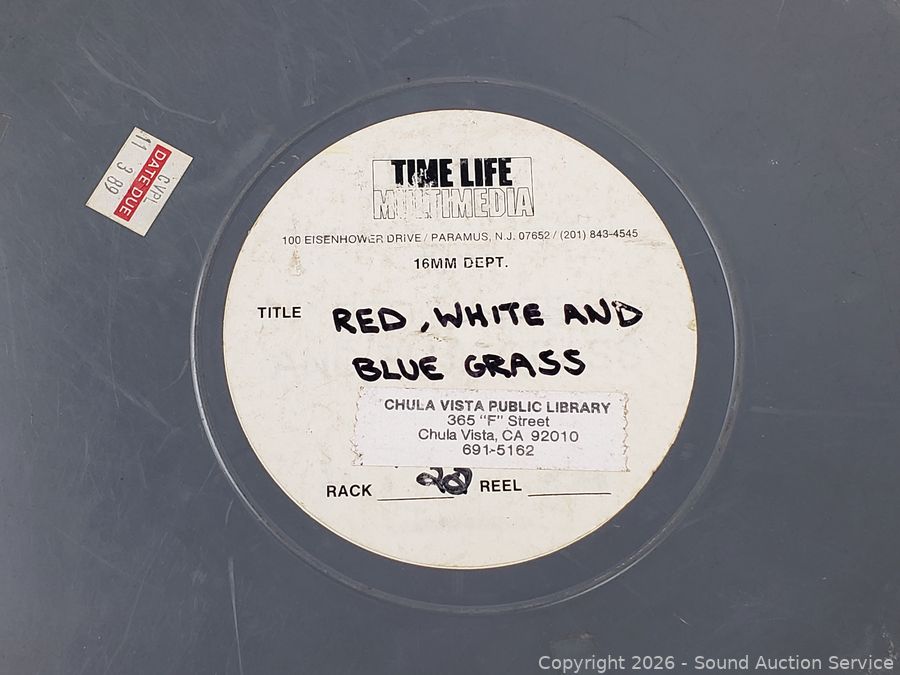 TIME LIFE
MULTIMEDIA
100 EISENHOWER DRIVE / PARAMUS, N.J. 07652 / (201) 843-4545
16MM DEPT.
TITLE RED, WHITE AND
BLUE GRASS
CHULA VISTA PUBLIC LIBRARY
365 "F" Street
Chula Vista, CA 92010
691-5162
RACK REEL
CVPL
DATE DUE
11 3 89
Copyright 2026 - Sound Auction Service